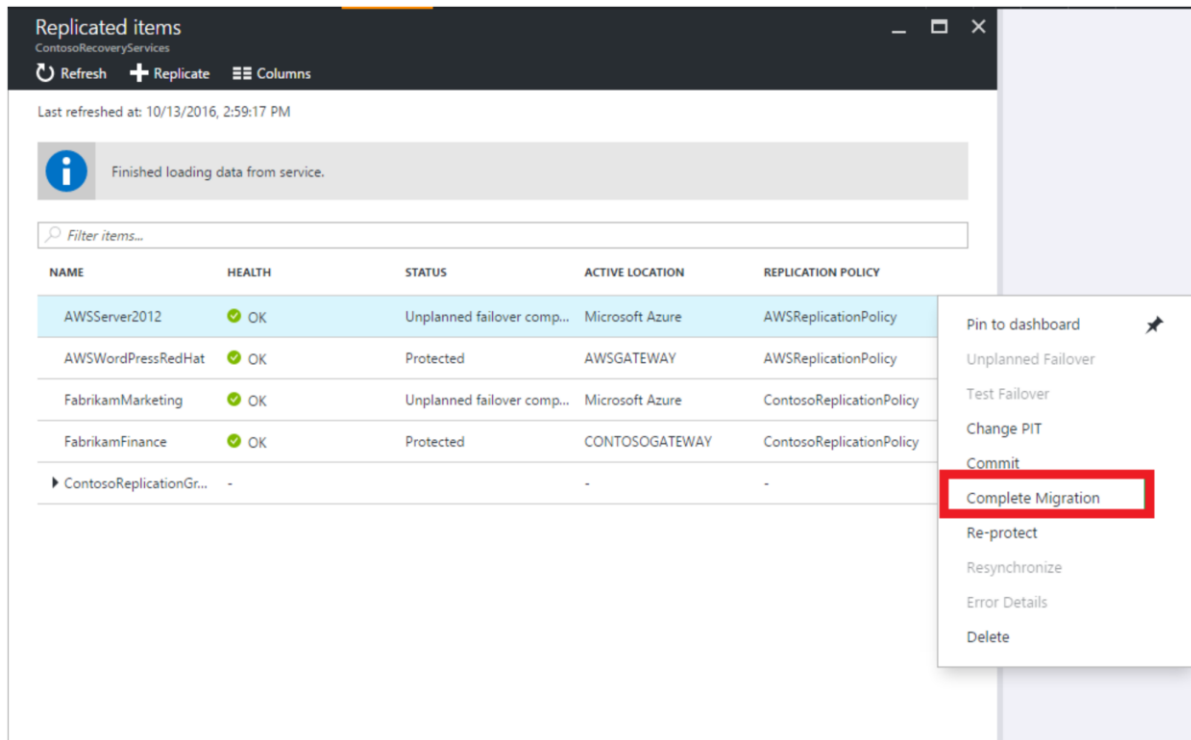 Replicated items
ContosoRecoveryServices
Refresh Replicate Columns
Last refreshed at: 10/13/2016, 2:59:17 PM
Finished loading data from service.
Filter items...
NAME HEALTH STATUS ACTIVE LOCATION REPLICATION POLICY
AWSServer2012 OK Unplanned failover comp... Microsoft Azure AWSReplicationPolicy
AWSWordPressRedHat OK Protected AWSGATEWAY AWSReplicationPolicy
FabrikamMarketing OK Unplanned failover comp... Microsoft Azure ContosoReplicationPolicy
FabrikamFinance OK Protected CONTOSOGATEWAY ContosoReplicationPolicy
ContosoReplicationGr... - - -
Pin to dashboard
Unplanned Failover
Test Failover
Change PIT
Commit
Complete Migration
Re-protect
Resynchronize
Error Details
Delete